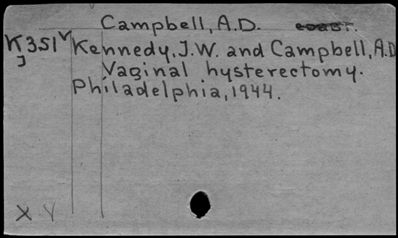 Campbell, A.D.
K351 Kennedy, J.W. and Campbell, A.D.
J Vaginal hysterectomy.
Philadelphia, 1944.
X Y